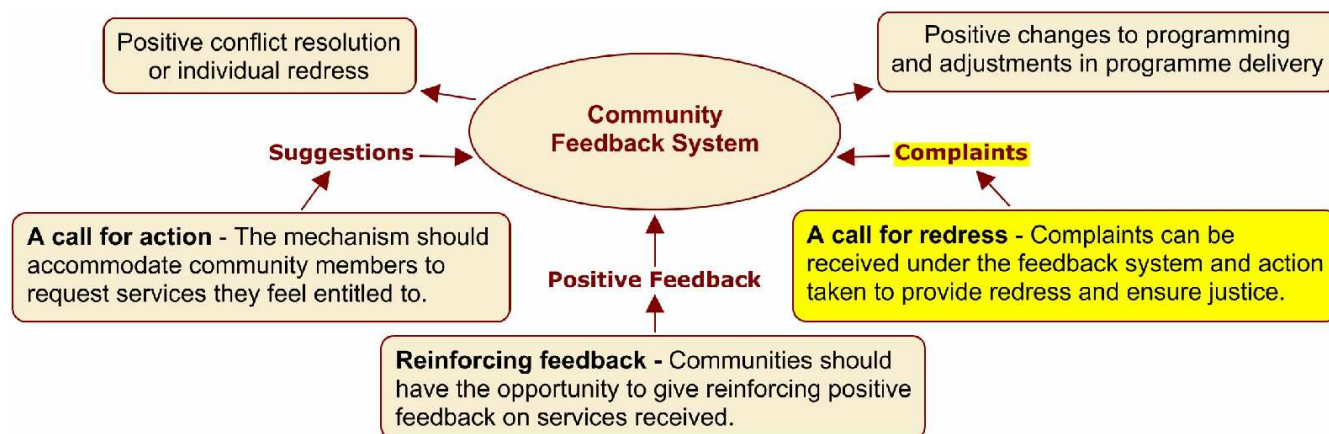 Positive conflict resolution
or individual redress
Positive changes to programming
and adjustments in programme delivery
Community
Feedback System
Suggestions
Complaints
A call for action - The mechanism should
accommodate community members to
request services they feel entitled to.
A call for redress - Complaints can be
received under the feedback system and action
taken to provide redress and ensure justice.
Positive Feedback
Reinforcing feedback - Communities should
have the opportunity to give reinforcing positive
feedback on services received.